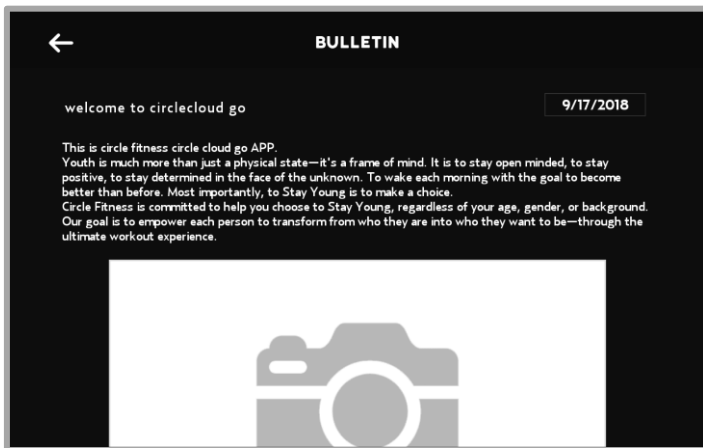 BULLETIN
welcome to circlecloud go
9/17/2018
This is circle fitness circle cloud go APP.
Youth is much more than just a physical state—it's a frame of mind. It is to stay open minded, to stay
positive, to stay determined in the face of the unknown. To wake each morning with the goal to become
better than before. Most importantly, to Stay Young is to make a choice.
Circle Fitness is committed to help you choose to Stay Young, regardless of your age, gender, or background.
Our goal is to empower each person to transform from who they are into who they want to be—through the
ultimate workout experience.